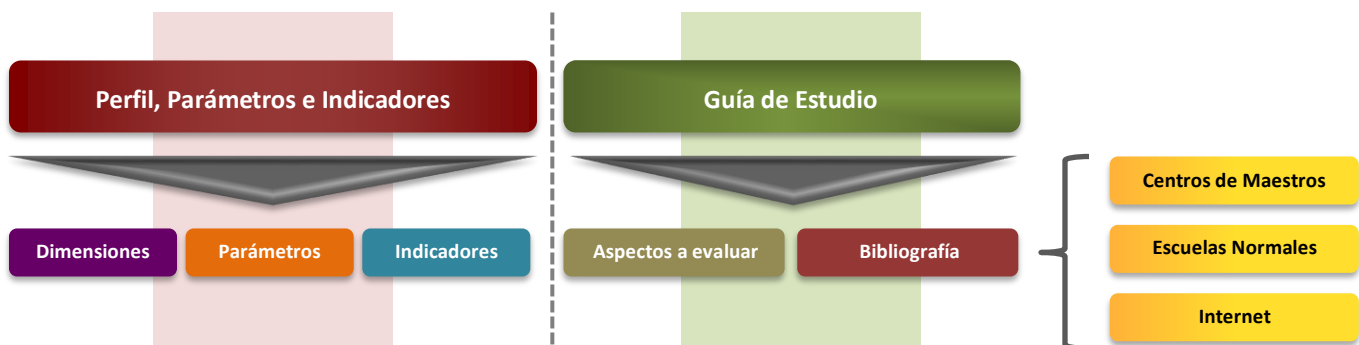 Perfil, Parámetros e Indicadores
Guía de Estudio
Dimensiones
Parámetros
Indicadores
Aspectos a evaluar
Bibliografía
Centros de Maestros
Escuelas Normales
Internet